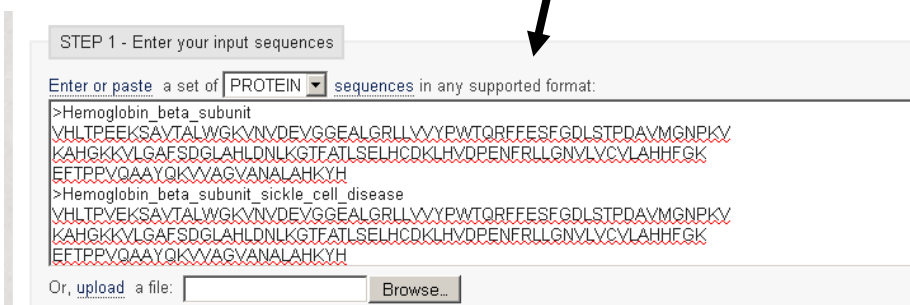 STEP 1 - Enter your input sequences
Enter or paste a set of PROTEIN sequences in any supported format:
>Hemoglobin_beta_subunit
VHLTPEEKSAVTALWGKVNVDEVGGEALGRLLVVYPWTQRFFESFGDLSTPDAVMGNPKV
KAHGKKVLGAFSDGLAHLDNLKGTFATLSELHCDKLHVDPENFRLLGNVLVCVLAHHFGK
EFTPPVQAAYQKVVAGVANALAHKYH
>Hemoglobin_beta_subunit_sickle_cell_disease
VHLTPVEKSAVTALWGKVNVDEVGGEALGRLLVVYPWTQRFFESFGDLSTPDAVMGNPKV
KAHGKKVLGAFSDGLAHLDNLKGTFATLSELHCDKLHVDPENFRLLGNVLVCVLAHHFGK
EFTPPVQAAYQKVVAGVANALAHKYH
Or, upload a file: Browse...